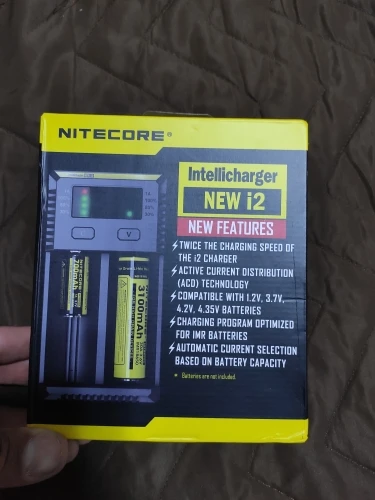 NITECORE®
Intellicharger
NEW i2
NEW FEATURES
TWICE THE CHARGING SPEED OF
THE i2 CHARGER
ACTIVE CURRENT DISTRIBUTION
(ACD) TECHNOLOGY
COMPATIBLE WITH 1.2V, 3.7V,
4.2V, 4.35V BATTERIES
CHARGING PROGRAM OPTIMIZED
FOR IMR BATTERIES
AUTOMATIC CURRENT SELECTION
BASED ON BATTERY CAPACITY
* Batteries are not included.
V
NITECORE
3100mAh